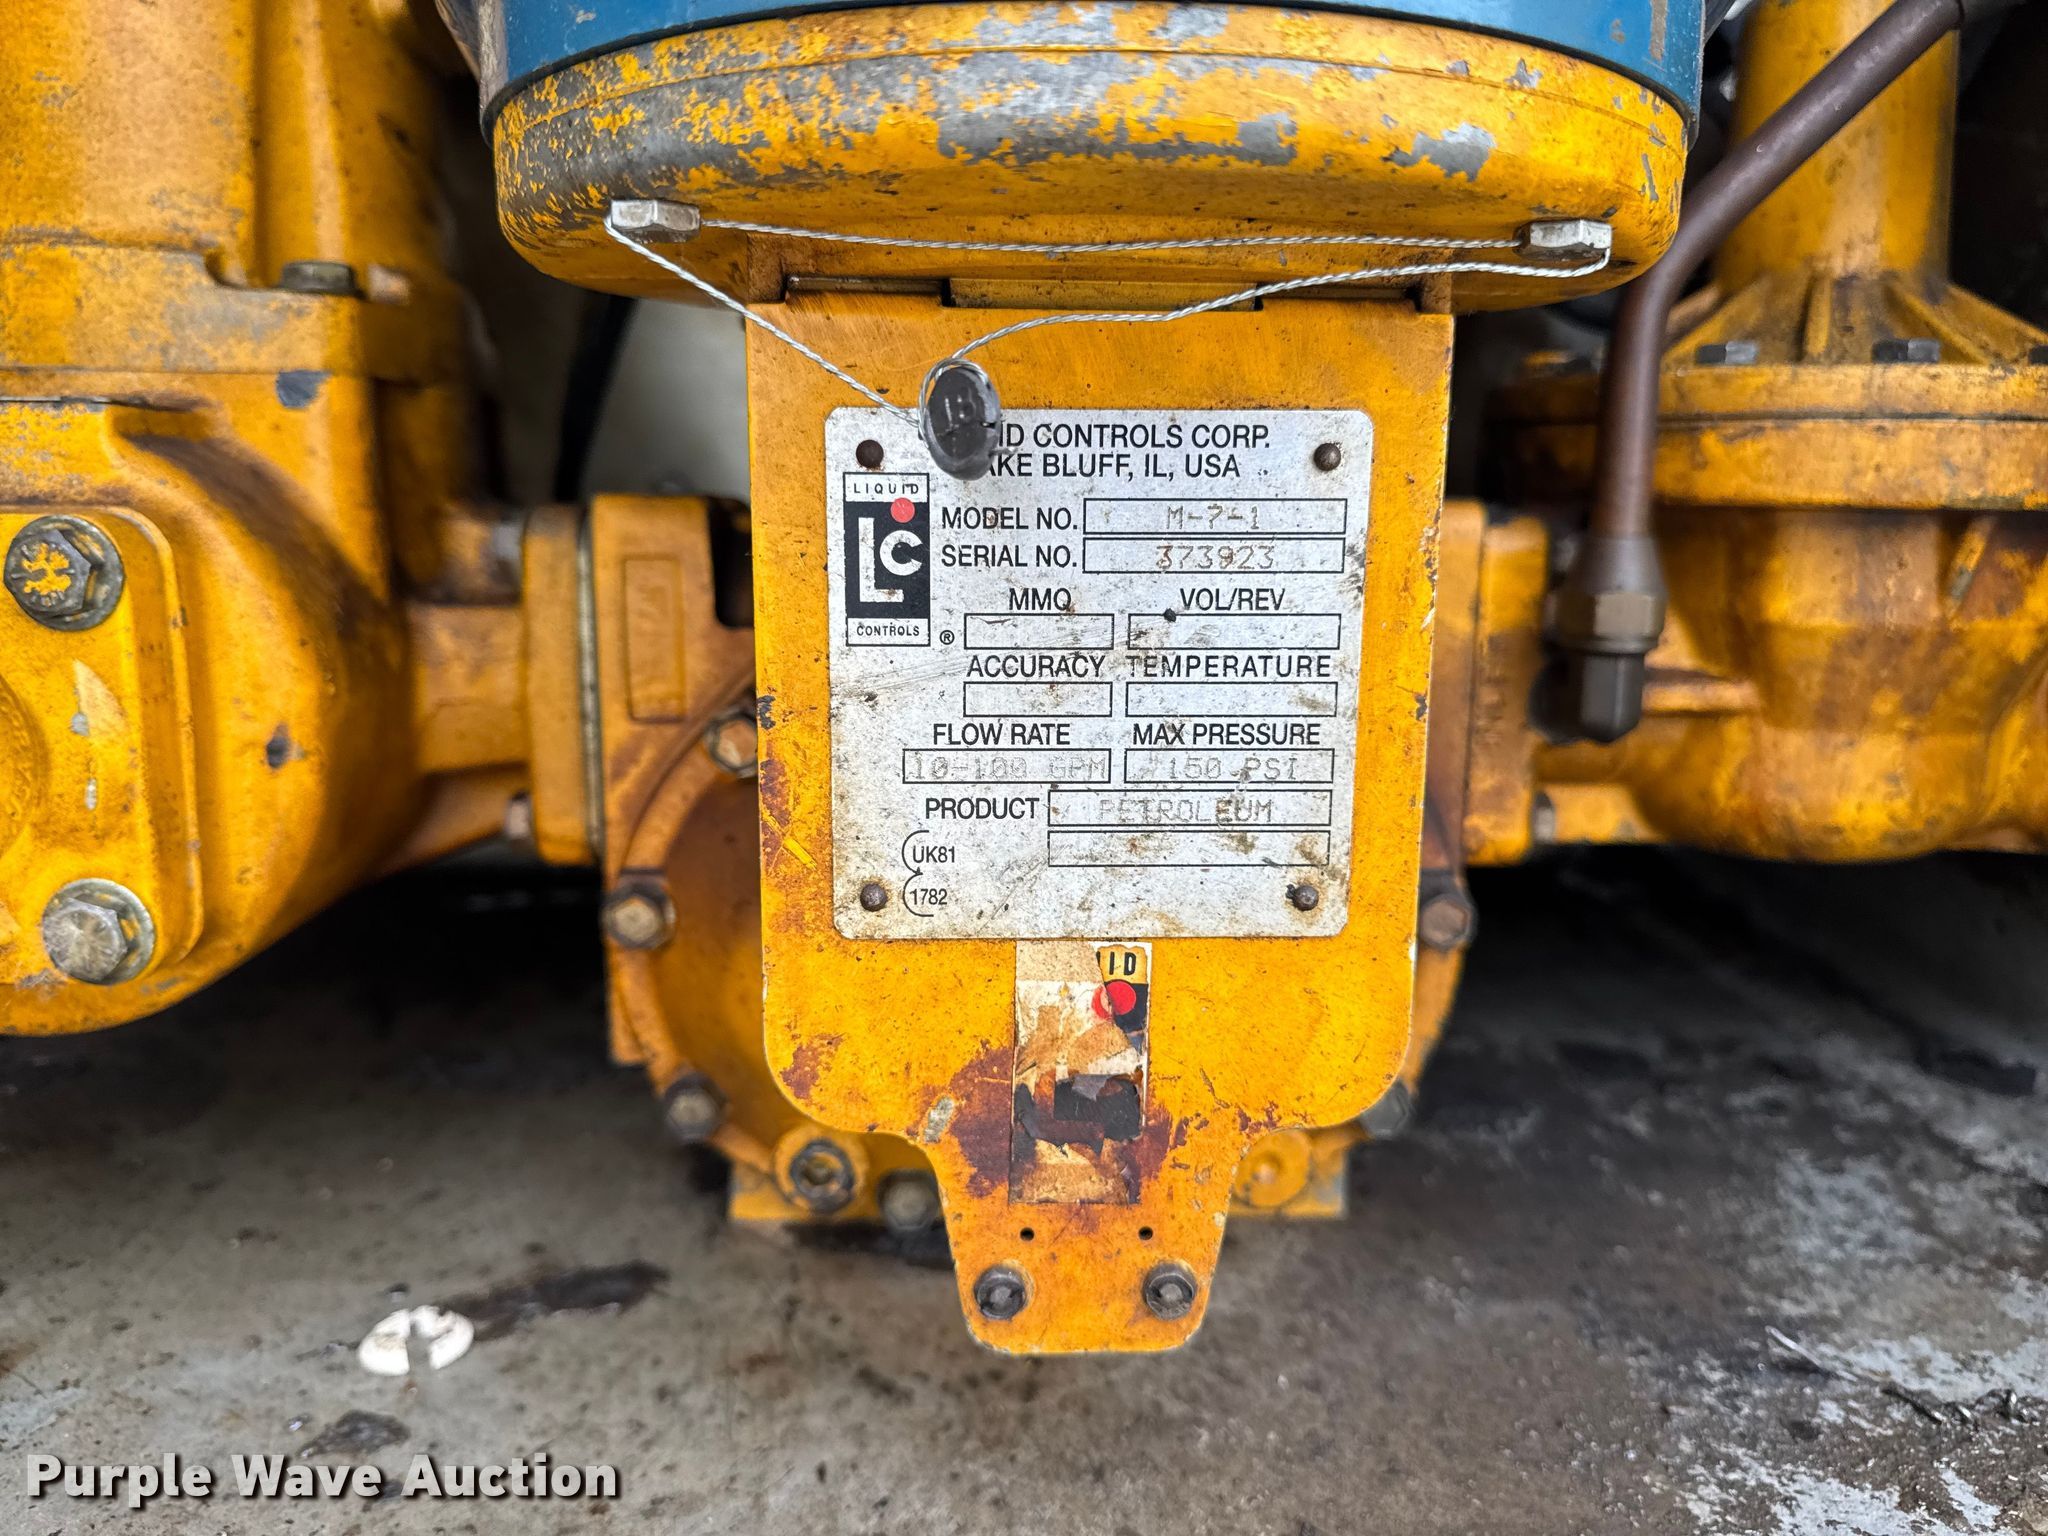 ID CONTROLS CORP.
AKE BLUFF, IL, USA
LIQUID
LC
CONTROLS
®
MODEL NO. M-7-1
SERIAL NO. 373923
MMQ VOL/REV
ACCURACY TEMPERATURE
FLOW RATE MAX PRESSURE
10-100 GPM 150 PSI
PRODUCT PETROLEUM
UK81
1782
ID
Purple Wave Auction